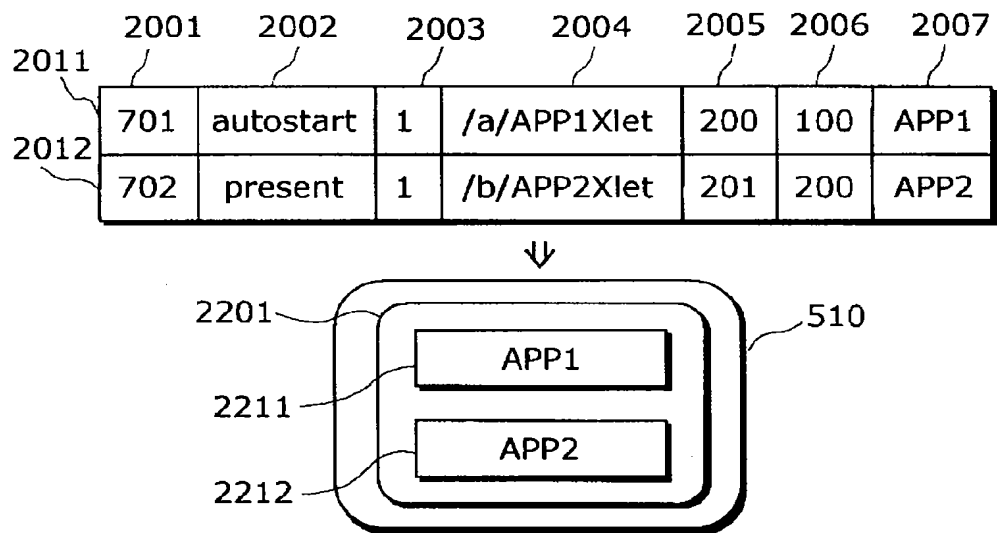 2001 2002 2003 2004 2005 2006 2007
2011
701 autostart 1 /a/APP1Xlet 200 100 APP1
2012
702 present 1 /b/APP2Xlet 201 200 APP2
⇓
2201 510
APP1
2211
APP2
2212